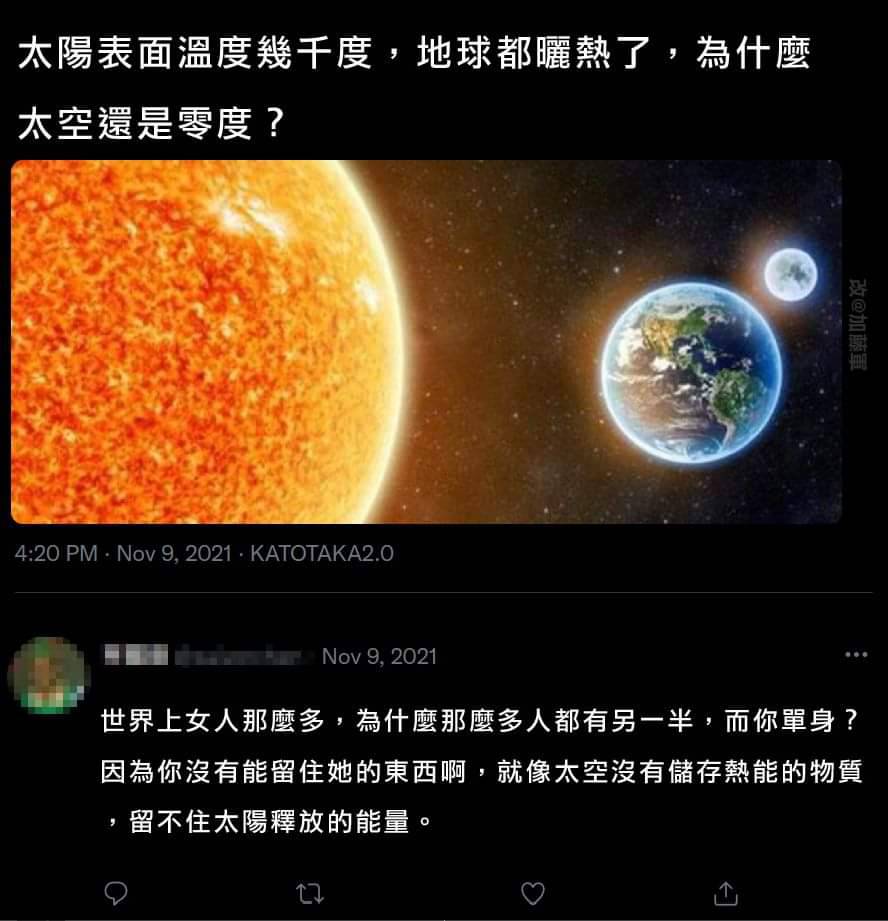 太陽表面溫度幾千度，地球都曬熱了，為什麼
太空還是零度？
改@加藤軍
4:20 PM · Nov 9, 2021 · KATOTAKA2.0
Nov 9, 2021
世界上女人那麼多，為什麼那麼多人都有另一半，而你單身？
因為你沒有能留住她的東西啊，就像太空沒有儲存熱能的物質
，留不住太陽釋放的能量。